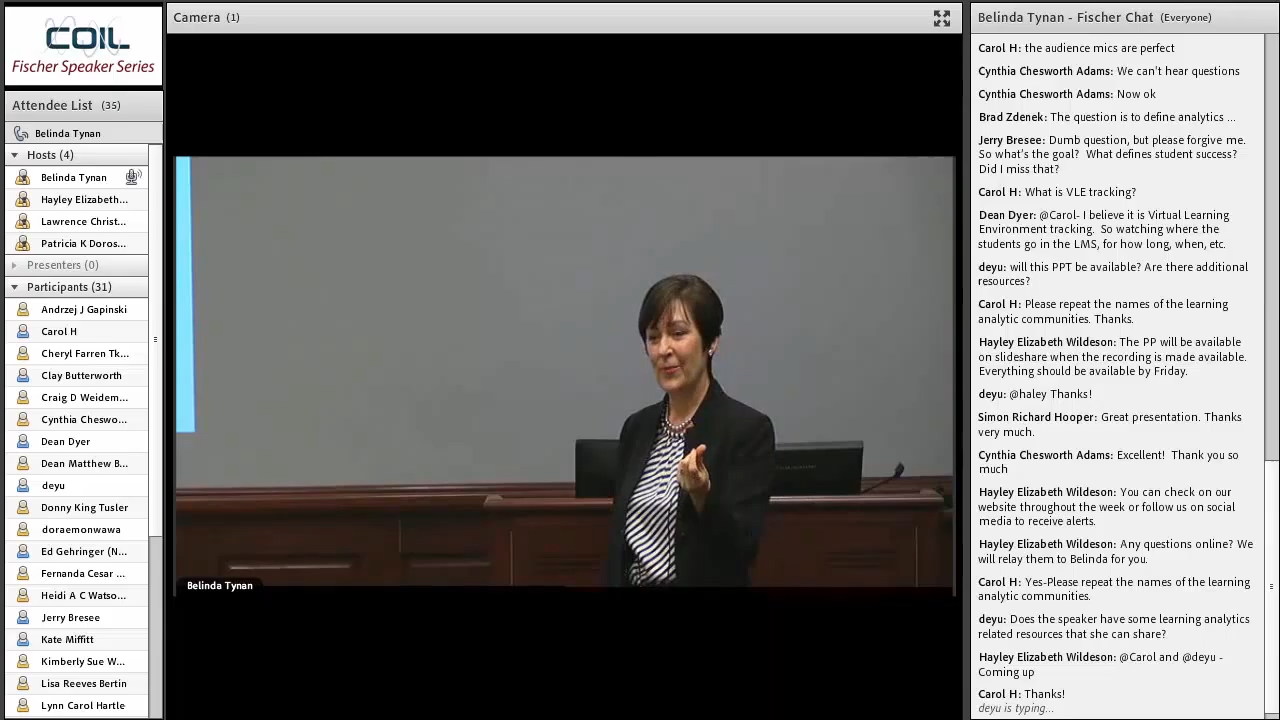 COIL
Fischer Speaker Series
Attendee List (35)
Belinda Tynan
Hosts (4)
Belinda Tynan
Hayley Elizabeth...
Lawrence Christ...
Patricia K Doros...
Presenters (0)
Participants (31)
Andrzej J Gapinski
Carol H
Cheryl Farren Tk...
Clay Butterworth
Craig D Weidem...
Cynthia Cheswo...
Dean Dyer
Dean Matthew B...
deyu
Donny King Tusler
doraemonwawa
Ed Gehringer (N...
Fernanda Cesar ...
Heidi A C Watso...
Jerry Bresee
Kate Miffitt
Kimberly Sue W...
Lisa Reeves Bertin
Lynn Carol Hartle
Camera (1)
Belinda Tynan
Belinda Tynan - Fischer Chat (Everyone)
Carol H: the audience mics are perfect
Cynthia Chesworth Adams: We can't hear questions
Cynthia Chesworth Adams: Now ok
Brad Zdenek: The question is to define analytics ...
Jerry Bresee: Dumb question, but please forgive me.
So what's the goal? What defines student success?
Did I miss that?
Carol H: What is VLE tracking?
Dean Dyer: @Carol- I believe it is Virtual Learning
Environment tracking. So watching where the
students go in the LMS, for how long, when, etc.
deyu: will this PPT be available? Are there additional
resources?
Carol H: Please repeat the names of the learning
analytic communities. Thanks.
Hayley Elizabeth Wildeson: The PP will be available
on slideshare when the recording is made available.
Everything should be available by Friday.
deyu: @haley Thanks!
Simon Richard Hooper: Great presentation. Thanks
very much.
Cynthia Chesworth Adams: Excellent! Thank you so
much
Hayley Elizabeth Wildeson: You can check on our
website throughout the week or follow us on social
media to receive alerts.
Hayley Elizabeth Wildeson: Any questions online? We
will relay them to Belinda for you.
Carol H: Yes-Please repeat the names of the learning
analytic communities.
deyu: Does the speaker have some learning analytics
related resources that she can share?
Hayley Elizabeth Wildeson: @Carol and @deyu -
Coming up
Carol H: Thanks!
deyu is typing...